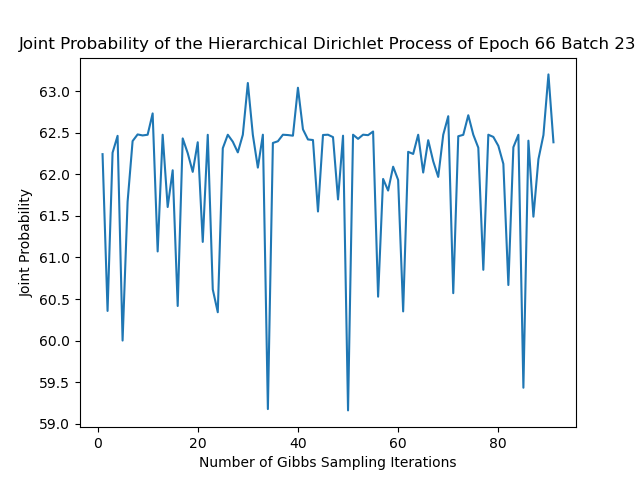 Joint Probability of the Hierarchical Dirichlet Process of Epoch 66 Batch 23
63.0
62.5
62.0
61.5
61.0
60.5
60.0
59.5
59.0
Joint Probability
0 20 40 60 80
Number of Gibbs Sampling Iterations